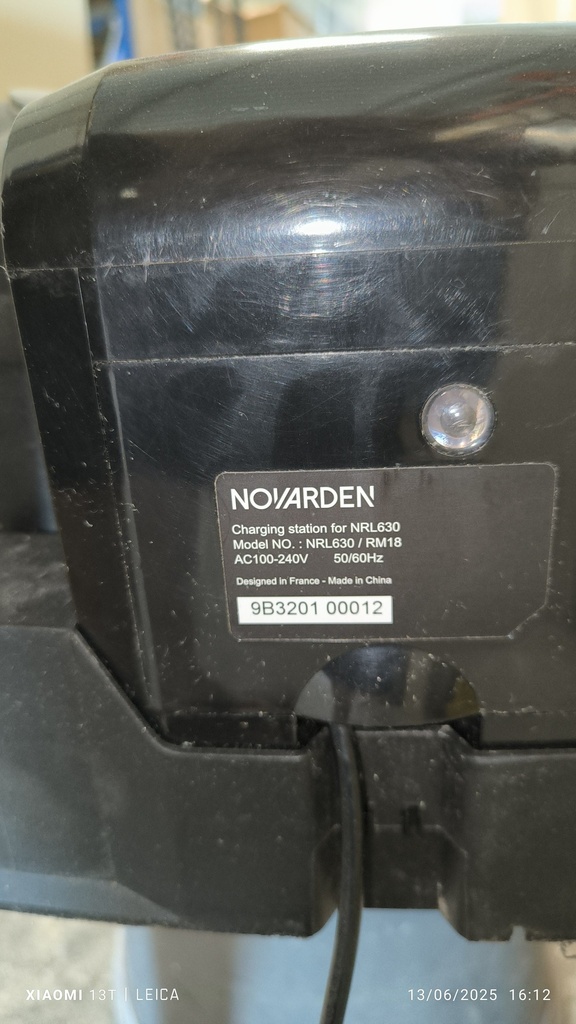 NOVARDEN
Charging station for NRL630
Model NO. : NRL630 / RM18
AC100-240V 50/60Hz
Designed in France - Made in China
9B3201 00012
XIAOMI 13T | LEICA
13/06/2025 16:12